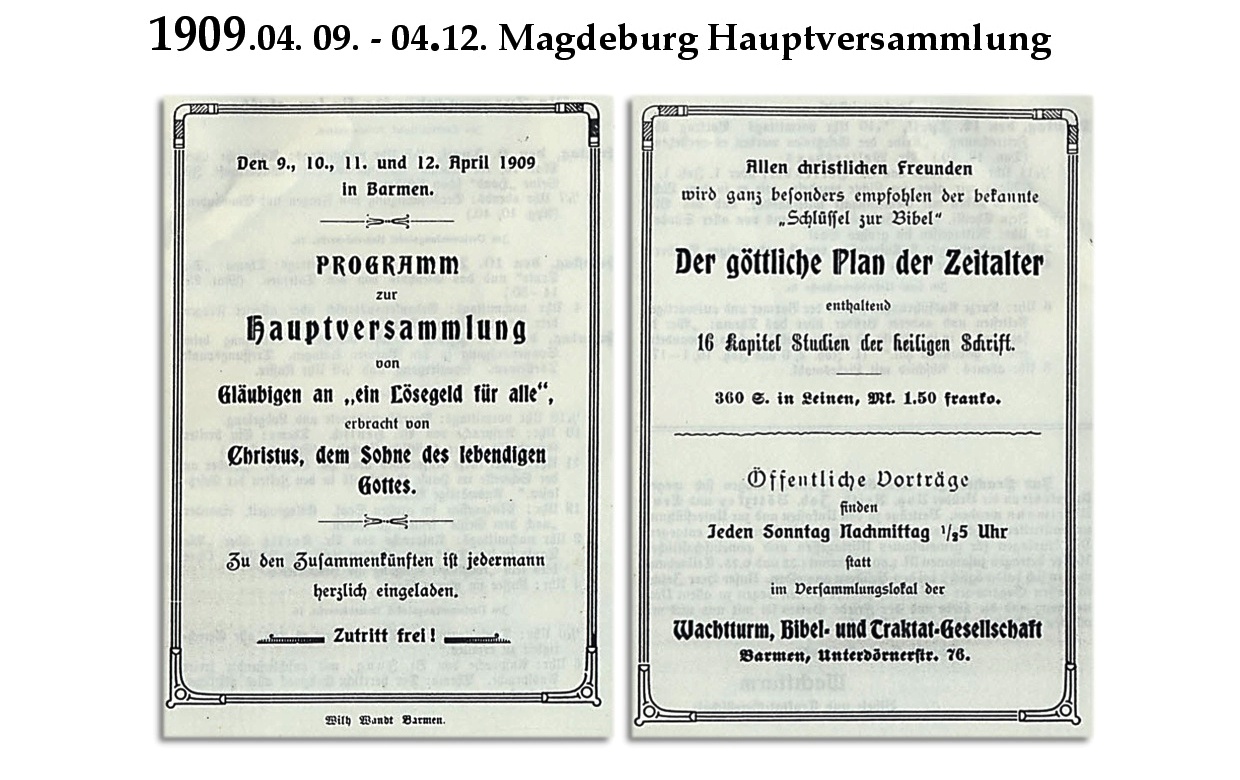 1909.04. 09. - 04.12. Magdeburg Hauptversammlung
Den 9., 10., 11. und 12. April 1909
in Barmen.
PROGRAMM
zur
Hauptversammlung
von
Gläubigen an „ein Lösegeld für alle“,
erbracht von
Christus, dem Sohne des lebendigen
Gottes.
Zu den Zusammenkünften ist jedermann
herzlich eingeladen.
Zutritt frei!
Wilh Wandt Barmen.
Allen christlichen Freunden
wird ganz besonders empfohlen der bekannte
„Schlüssel zur Bibel“
Der göttliche Plan der Zeitalter
enthaltend
16 Kapitel Studien der heiligen Schrift.
360 S. in Leinen, Mk. 1.50 franko.
Öffentliche Vorträge
finden
Jeden Sonntag Nachmittag 1/25 Uhr
statt
im Versammlungslokal der
Wachtturm, Bibel- und Traktat-Gesellschaft
Barmen, Unterdörnerstr. 76.